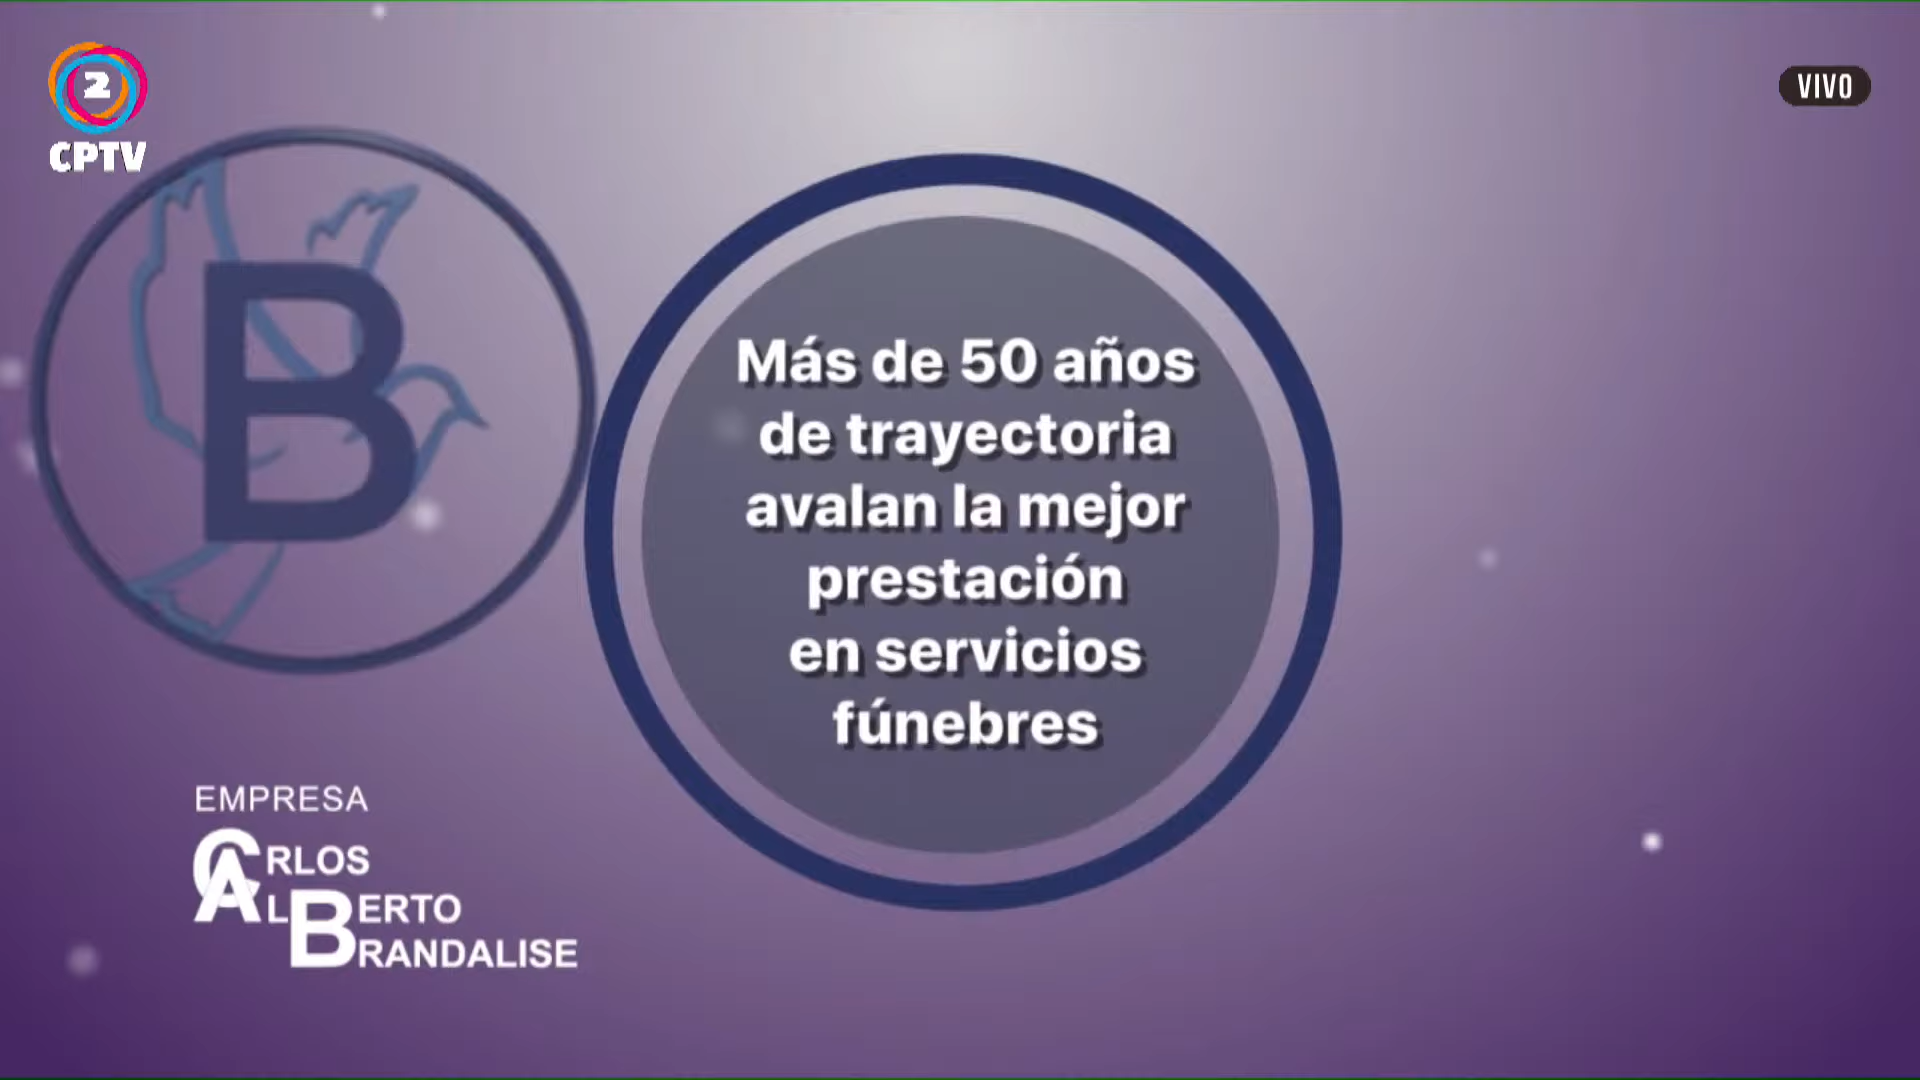 2
CPTV
VIVO
B
Más de 50 años
de trayectoria
avalan la mejor
prestación
en servicios
fúnebres
EMPRESA
CARLOS
ALBERTO
BRANDALISE